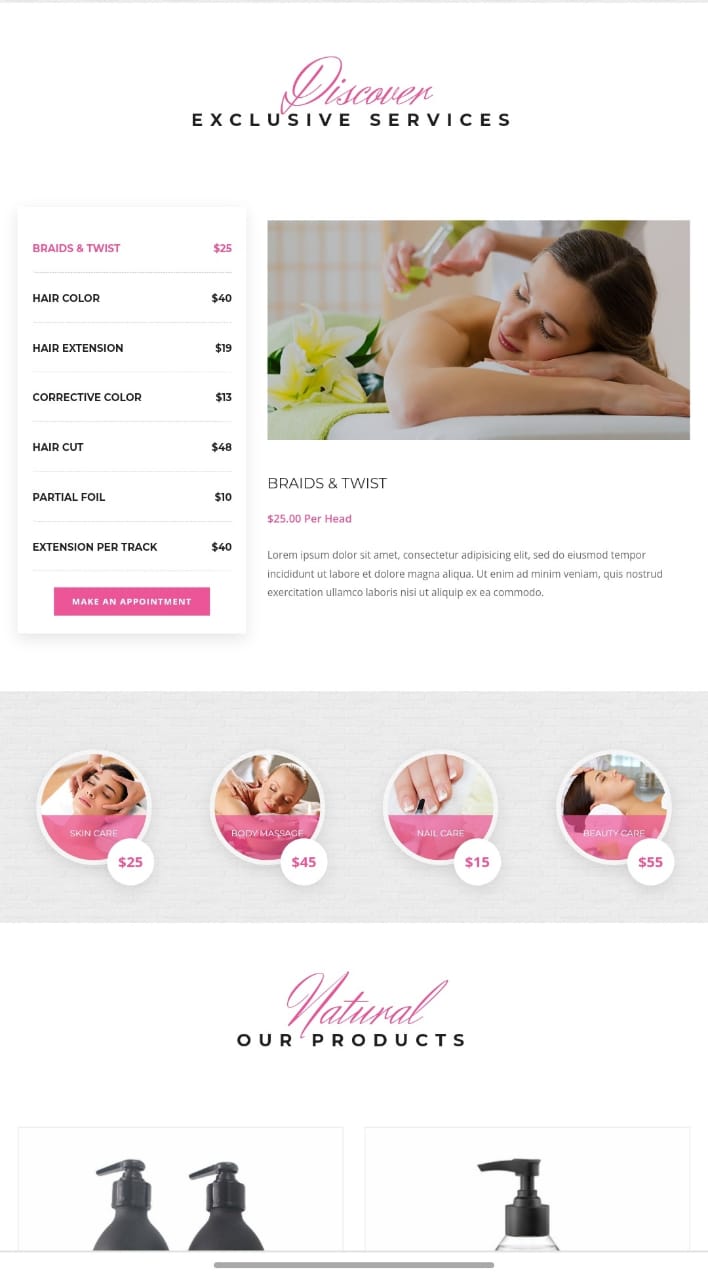 Discover
EXCLUSIVE SERVICES
BRAIDS & TWIST $25
HAIR COLOR $40
HAIR EXTENSION $19
CORRECTIVE COLOR $13
HAIR CUT $48
PARTIAL FOIL $10
EXTENSION PER TRACK $40
MAKE AN APPOINTMENT
BRAIDS & TWIST
$25.00 Per Head
Lorem ipsum dolor sit amet, consectetur adipisicing elit, sed do eiusmod tempor
incididunt ut labore et dolore magna aliqua. Ut enim ad minim veniam, quis nostrud
exercitation ullamco laboris nisi ut aliquip ex ea commodo.
SKIN CARE
$25
BODY MASSAGE
$45
NAIL CARE
$15
BEAUTY CARE
$55
Natural
OUR PRODUCTS